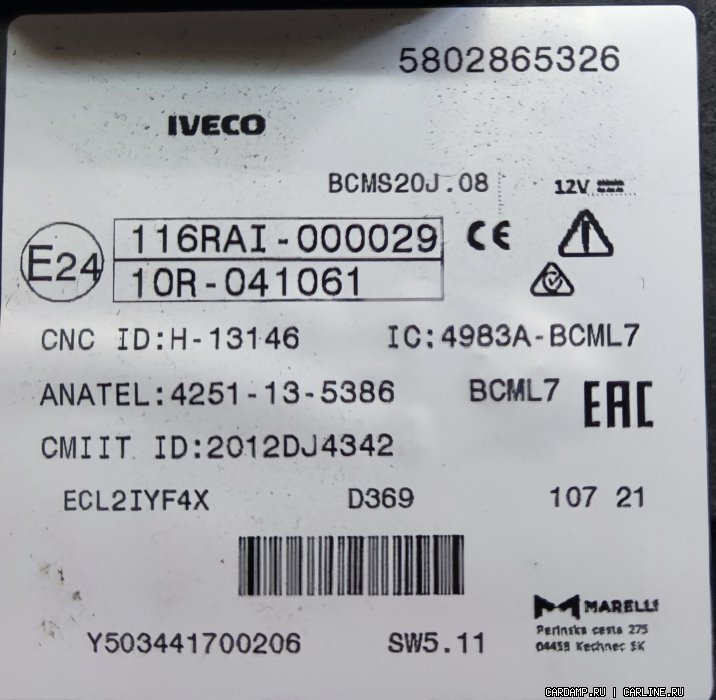 5802865326
IVECO
BCMS20J.08 12V
E24
116RAI-000029
10R-041061
CE
CNC ID:H-13146 IC:4983A-BCML7
ANATEL:4251-13-5386 BCML7 EAC
CMIIT ID:2012DJ4342
ECL2IYF4X D369 107 21
MARELLI
Perinska cesta 275
04458 Kechnec SK
Y503441700206 SW5.11
CARDAMP.RU | CARLINE.RU